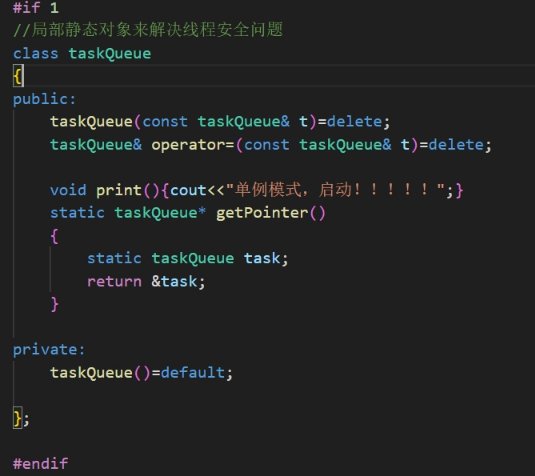 #if 1
//局部静态对象来解决线程安全问题
class taskQueue
{
public:
    taskQueue(const taskQueue& t)=delete;
    taskQueue& operator=(const taskQueue& t)=delete;

    void print(){cout<<"单例模式，启动！！！！！";}
    static taskQueue* getPointer()
    {
        static taskQueue task;
        return &task;
    }

private:
    taskQueue()=default;

};

#endif